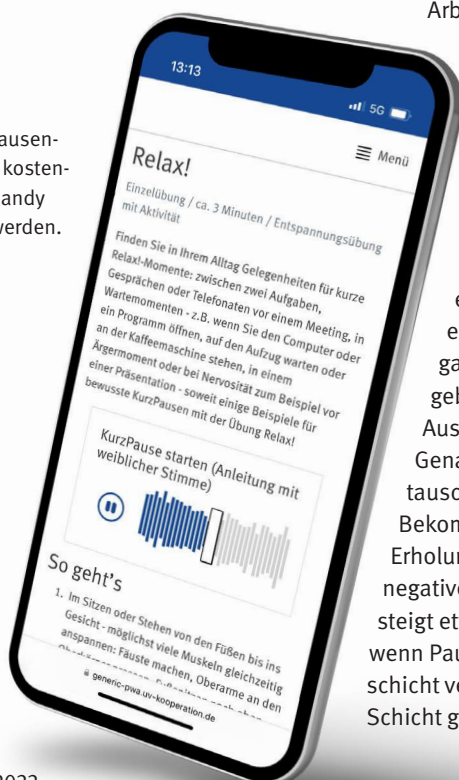 Arb
ausen-
kosten-
andy
werden.
13:13
5G
Menü
Relax!
Einzelübung / ca. 3 Minuten / Entspannungsübung
mit Aktivität
Finden Sie in Ihrem Alltag Gelegenheiten für kurze
Relax!-Momente: zwischen zwei Aufgaben,
Gesprächen oder Telefonaten vor einem Meeting, in
Wartemomenten - z.B. wenn Sie den Computer oder
ein Programm öffnen, auf den Aufzug warten oder
an der Kaffeemaschine stehen, in einem
Ärgermoment oder bei Nervosität zum Beispiel vor
einer Präsentation - soweit einige Beispiele für
bewusste KurzPausen mit der Übung Relax!
KurzPause starten (Anleitung mit
weiblicher Stimme)
So geht's
1. Im Sitzen oder Stehen von den Füßen bis ins
Gesicht - möglichst viele Muskeln gleichzeitig
anspannen: Fäuste machen, Oberarme an den
generic-pwa.uv-kooperation.de
e
e
ga
geb
Aus
Gena
tausc
Bekom
Erholun
negative
steigt et
wenn Pau
schicht ve
Schicht g